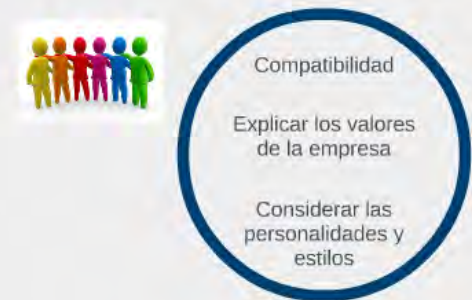 Compatibilidad
Explicar los valores
de la empresa
Considerar las
personalidades y
estilos